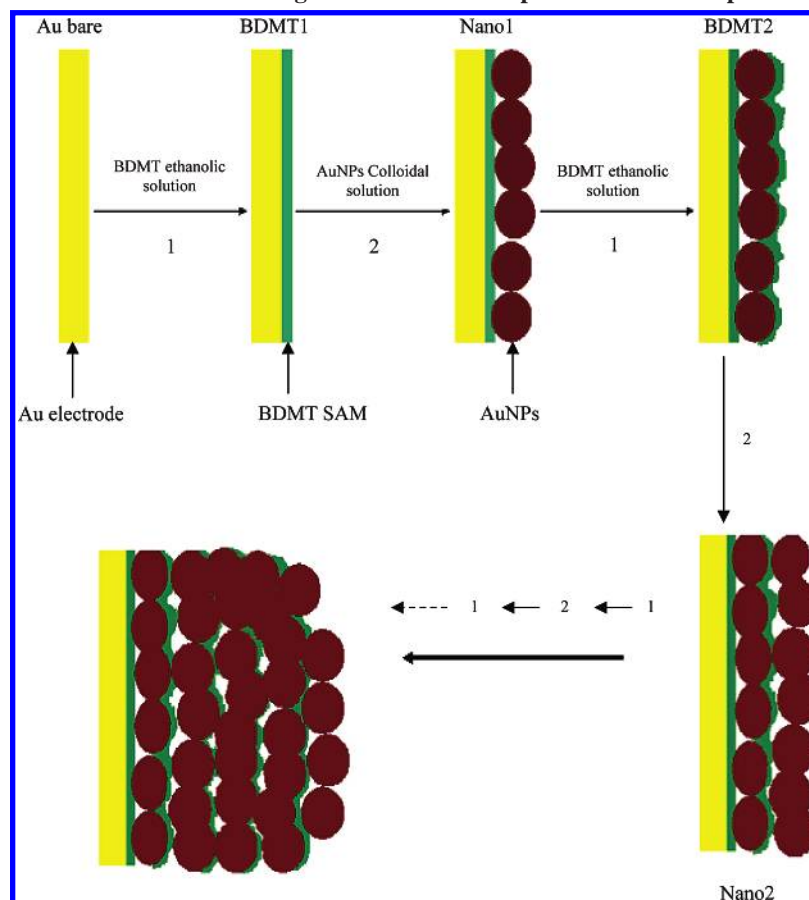 Au bare
BDMT1
Nano1
BDMT2
BDMT ethanolic
solution
1
AuNPs Colloidal
solution
2
BDMT ethanolic
solution
1
Au electrode
BDMT SAM
AuNPs
2
1 2 1
Nano2